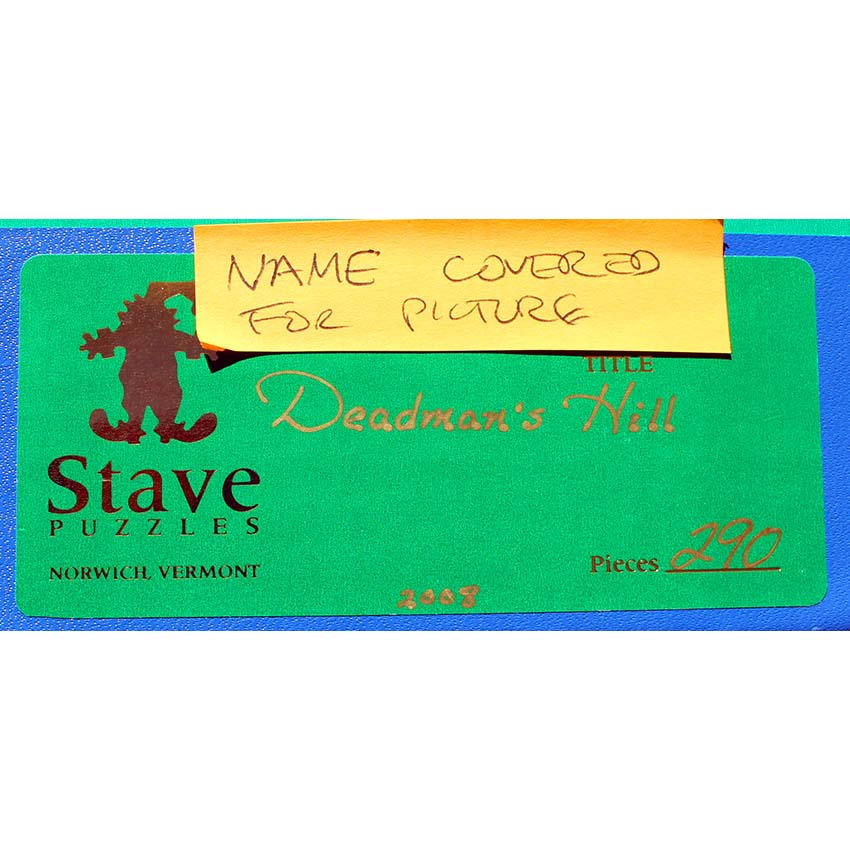 NAME COVERED
FOR PICTURE
TITLE
Deadman's Hill
Stave
PUZZLES
NORWICH, VERMONT
Pieces 290
2008